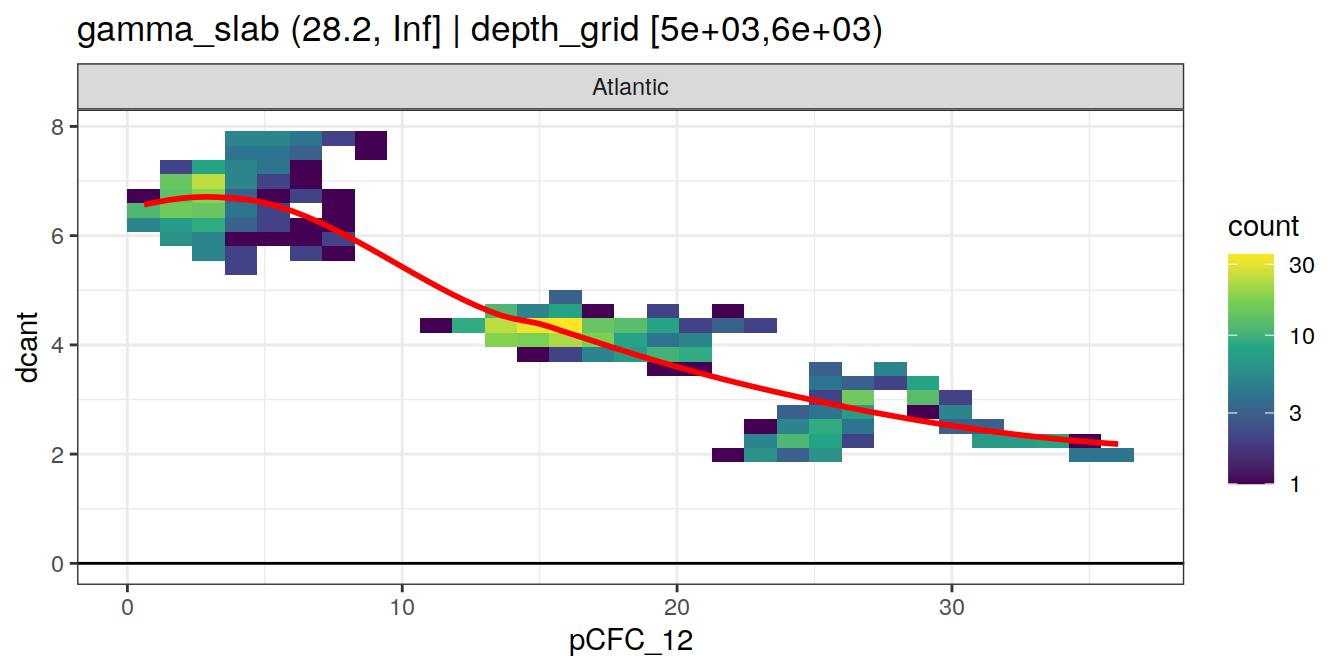 gamma_slab (28.2, Inf] | depth_grid [5e+03,6e+03)
Atlantic
8
6
4
2
0
dcant
0 10 20 30
pCFC_12
count
30
10
3
1